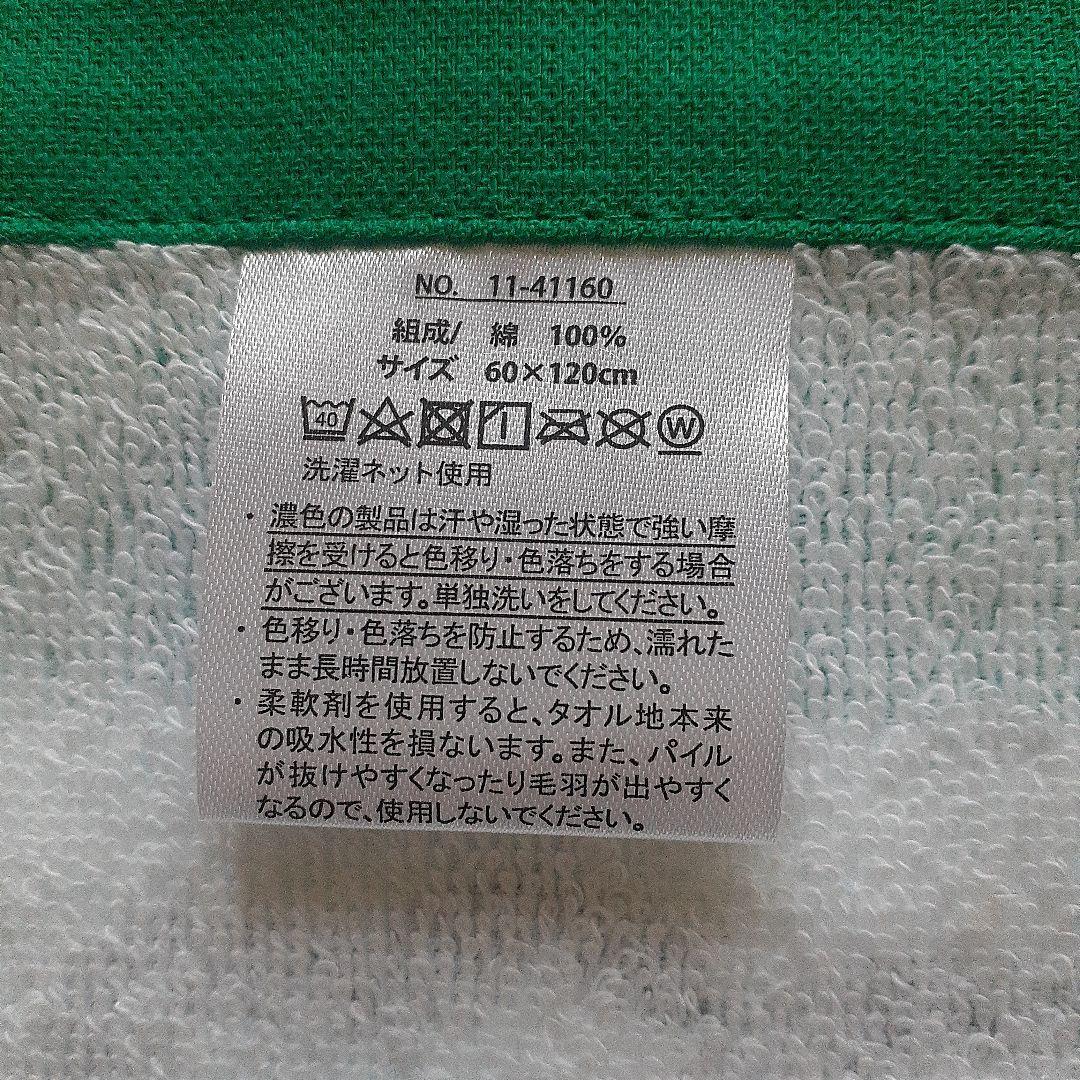 NO. 11-41160
組成/ 綿 100%
サイズ 60×120cm
40 W
洗濯ネット使用
・濃色の製品は汗や湿った状態で強い摩
擦を受けると色移り・色落ちをする場合
がございます。単独洗いをしてください。
・色移り・色落ちを防止するため、濡れた
まま長時間放置しないでください。
・柔軟剤を使用すると、タオル地本来
の吸水性を損ないます。また、パイル
が抜けやすくなったり毛羽が出やすく
なるので、使用しないでください。